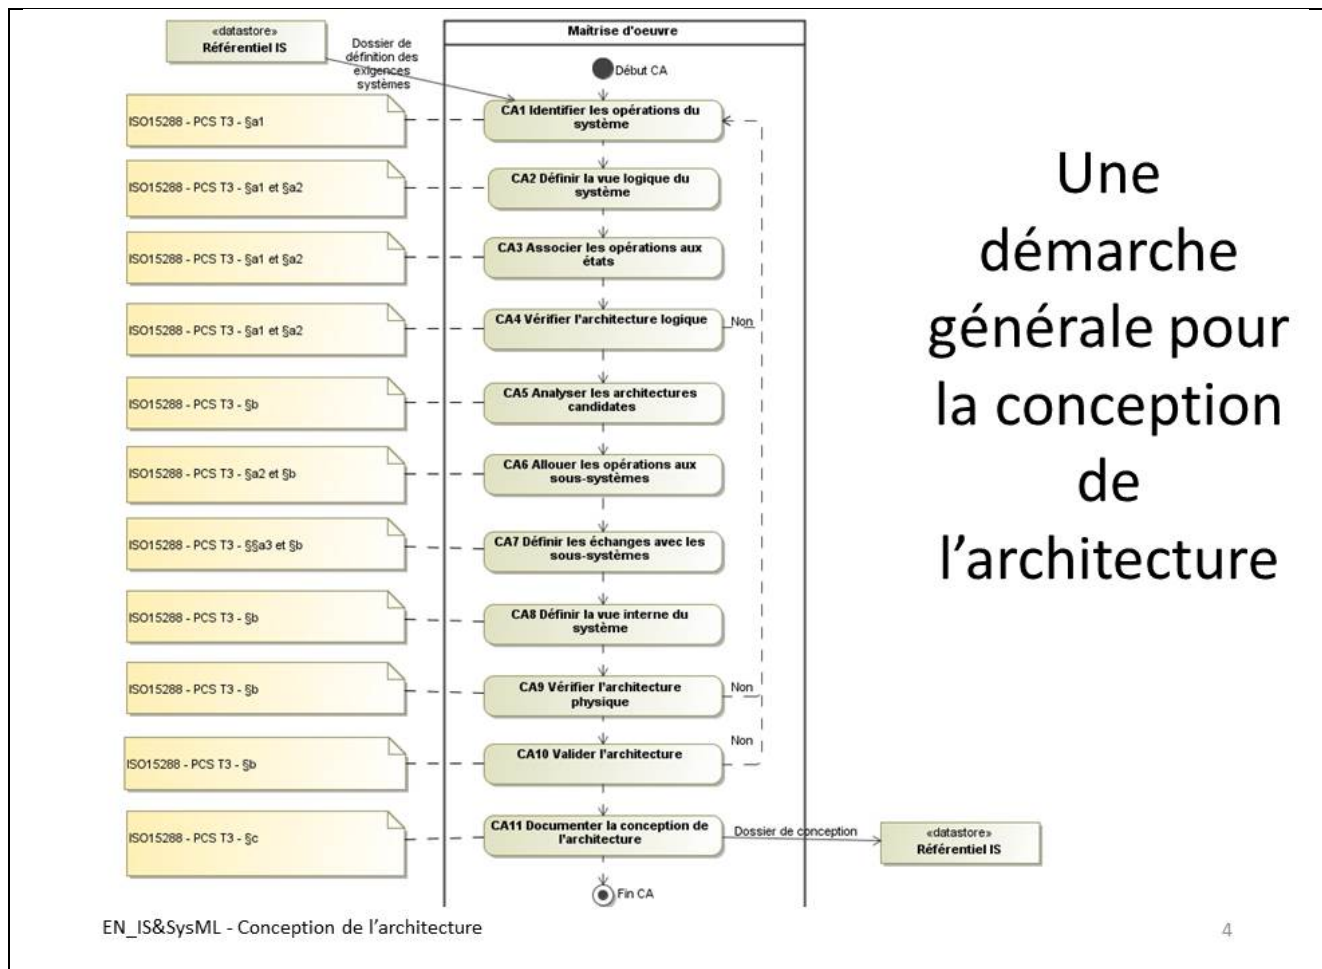 «datastore»
Référentiel IS
Dossier de
définition des
exigences
systèmes
Maîtrise d'oeuvre
Début CA
ISO15288 - PCS T3 - §a1
CA1 Identifier les opérations du
système
ISO15288 - PCS T3 - §a1 et §a2
CA2 Définir la vue logique du
système
ISO15288 - PCS T3 - §a1 et §a2
CA3 Associer les opérations aux
états
ISO15288 - PCS T3 - §a1 et §a2
CA4 Vérifier l'architecture logique
Non
ISO15288 - PCS T3 - §b
CA5 Analyser les architectures
candidates
ISO15288 - PCS T3 - §a2 et §b
CA6 Allouer les opérations aux
sous-systèmes
ISO15288 - PCS T3 - §§a3 et §b
CA7 Définir les échanges avec les
sous-systèmes
ISO15288 - PCS T3 - §b
CA8 Définir la vue interne du
système
ISO15288 - PCS T3 - §b
CA9 Vérifier l'architecture
physique
Non
ISO15288 - PCS T3 - §b
CA10 Valider l'architecture
Non
ISO15288 - PCS T3 - §c
CA11 Documenter la conception de
l'architecture
Dossier de conception
«datastore»
Référentiel IS
Fin CA
Une
démarche
générale pour
la conception
de
l’architecture
EN_IS&SysML - Conception de l’architecture
4